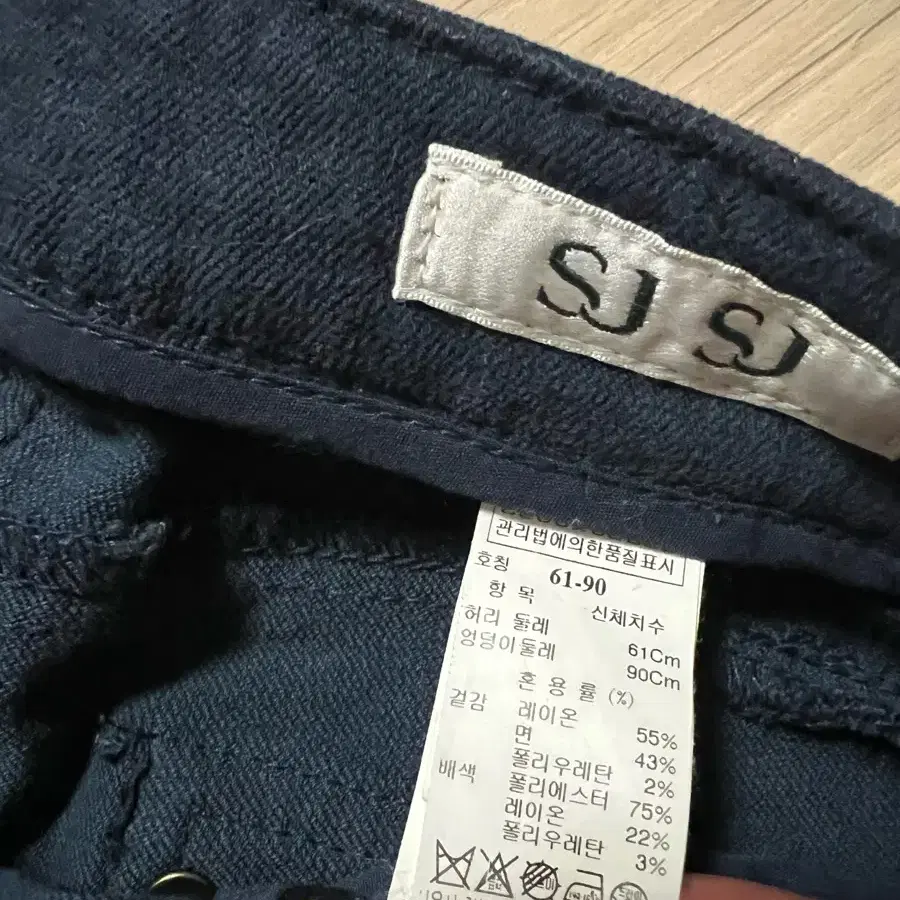 SJ SJ
관리법에의한품질표시
호칭 61-90
항 목 신체치수
허리 둘레 61Cm
엉덩이둘레 90Cm
혼 용 률 (%)
겉감 레이온 55%
면 43%
폴리우레탄 2%
배색 폴리에스터 75%
레이온 22%
폴리우레탄 3%